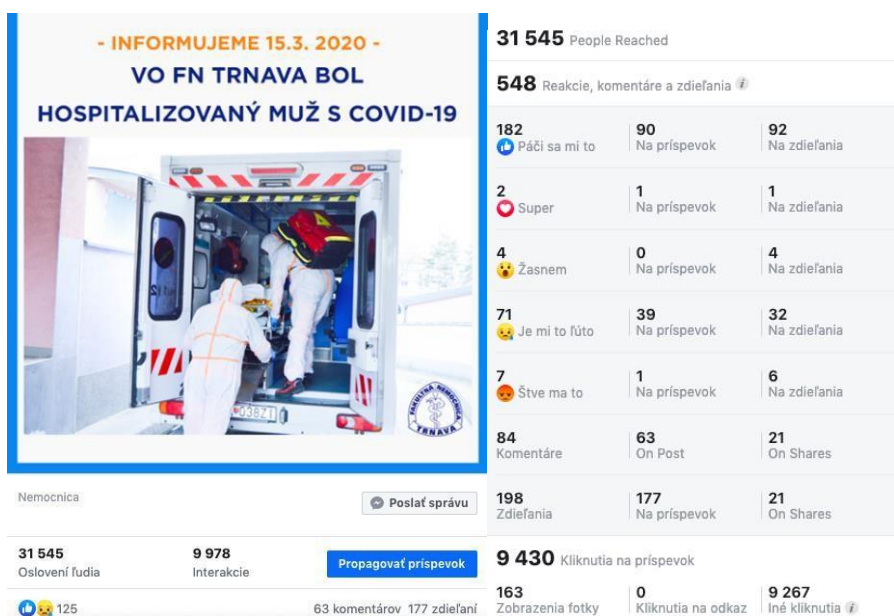 - INFORMUJEME 15.3. 2020 -
VO FN TRNAVA BOL
HOSPITALIZOVANÝ MUŽ S COVID-19
FAKULTNÁ NEMOCNICA
TRNAVA
Nemocnica
Poslať správu
31 545
Oslovení ľudia
9 978
Interakcie
Propagovať príspevok
125
63 komentárov 177 zdieľaní
31 545 People Reached
548 Reakcie, komentáre a zdieľania i
182
Páči sa mi to
90
Na príspevok
92
Na zdieľania
2
Super
1
Na príspevok
1
Na zdieľania
4
Žasnem
0
Na príspevok
4
Na zdieľania
71
Je mi to ľúto
39
Na príspevok
32
Na zdieľania
7
Štve ma to
1
Na príspevok
6
Na zdieľania
84
Komentáre
63
On Post
21
On Shares
198
Zdieľania
177
Na príspevok
21
On Shares
9 430 Kliknutia na príspevok
163
Zobrazenia fotky
0
Kliknutia na odkaz
9 267
Iné kliknutia i